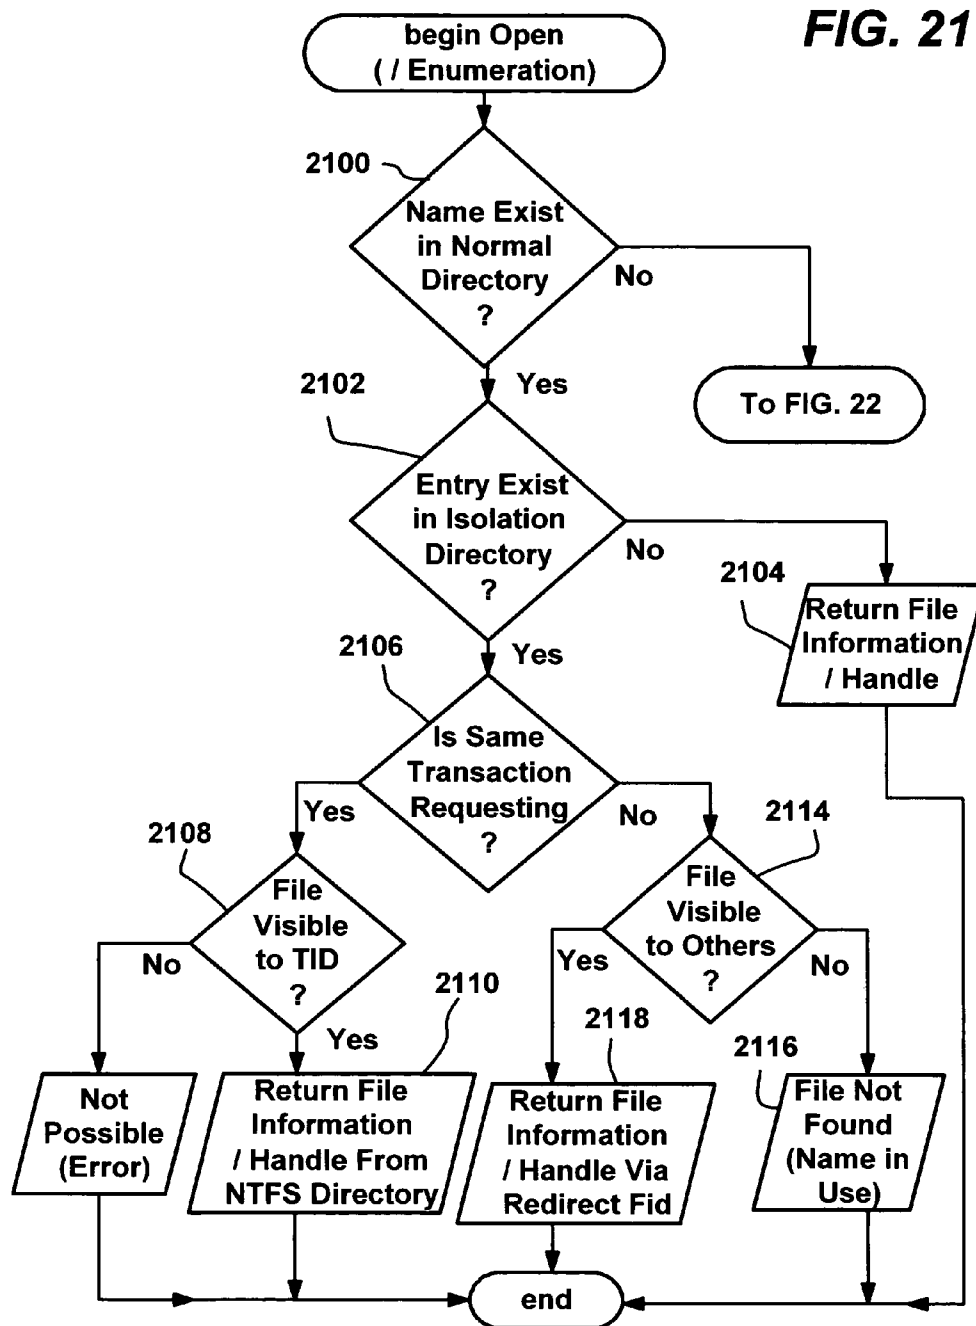 FIG. 21
begin Open
( / Enumeration)
2100
Name Exist
in Normal
Directory
?
No
To FIG. 22
Yes
2102
Entry Exist
in Isolation
Directory
?
No
2104
Return File
Information
/ Handle
Yes
2106
Is Same
Transaction
Requesting
?
Yes
No
2108
File
Visible
to TID
?
2114
File
Visible
to Others
?
No
Yes
Yes
No
2110
Not
Possible
(Error)
Return File
Information
/ Handle From
NTFS Directory
2118
Return File
Information
/ Handle Via
Redirect Fid
2116
File Not
Found
(Name in
Use)
end